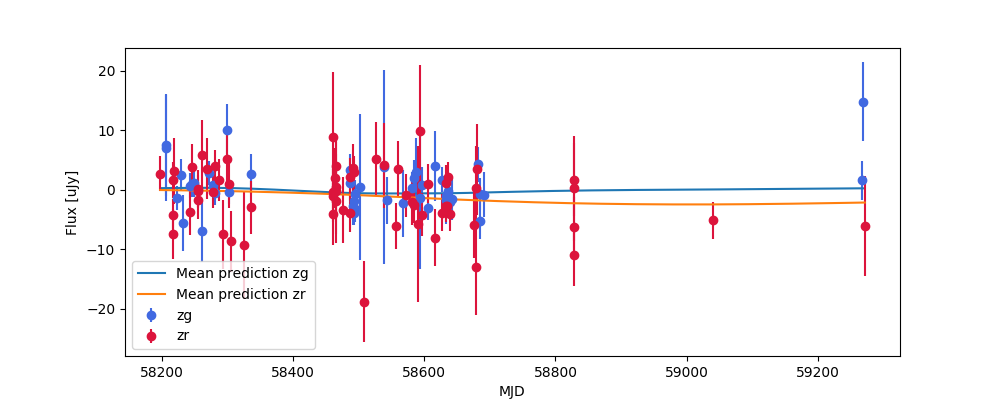 20
10
0
−10
−20
Flux [uJy]
Mean prediction zg
Mean prediction zr
zg
zr
58200
58400
58600
58800
59000
59200
MJD